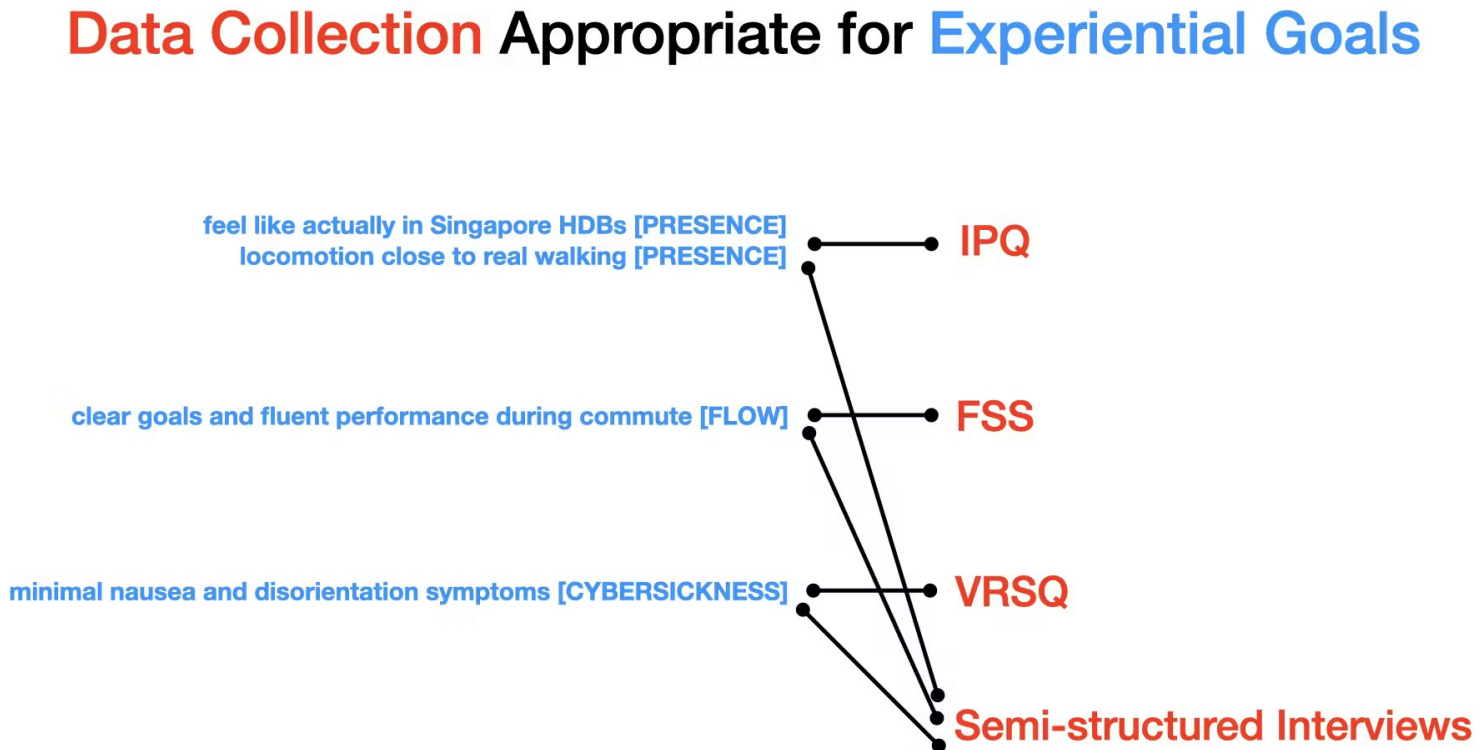 Data Collection Appropriate for Experiential Goals
feel like actually in Singapore HDBs [PRESENCE]
locomotion close to real walking [PRESENCE]
IPQ
clear goals and fluent performance during commute [FLOW]
FSS
minimal nausea and disorientation symptoms [CYBERSICKNESS]
VRSQ
Semi-structured Interviews